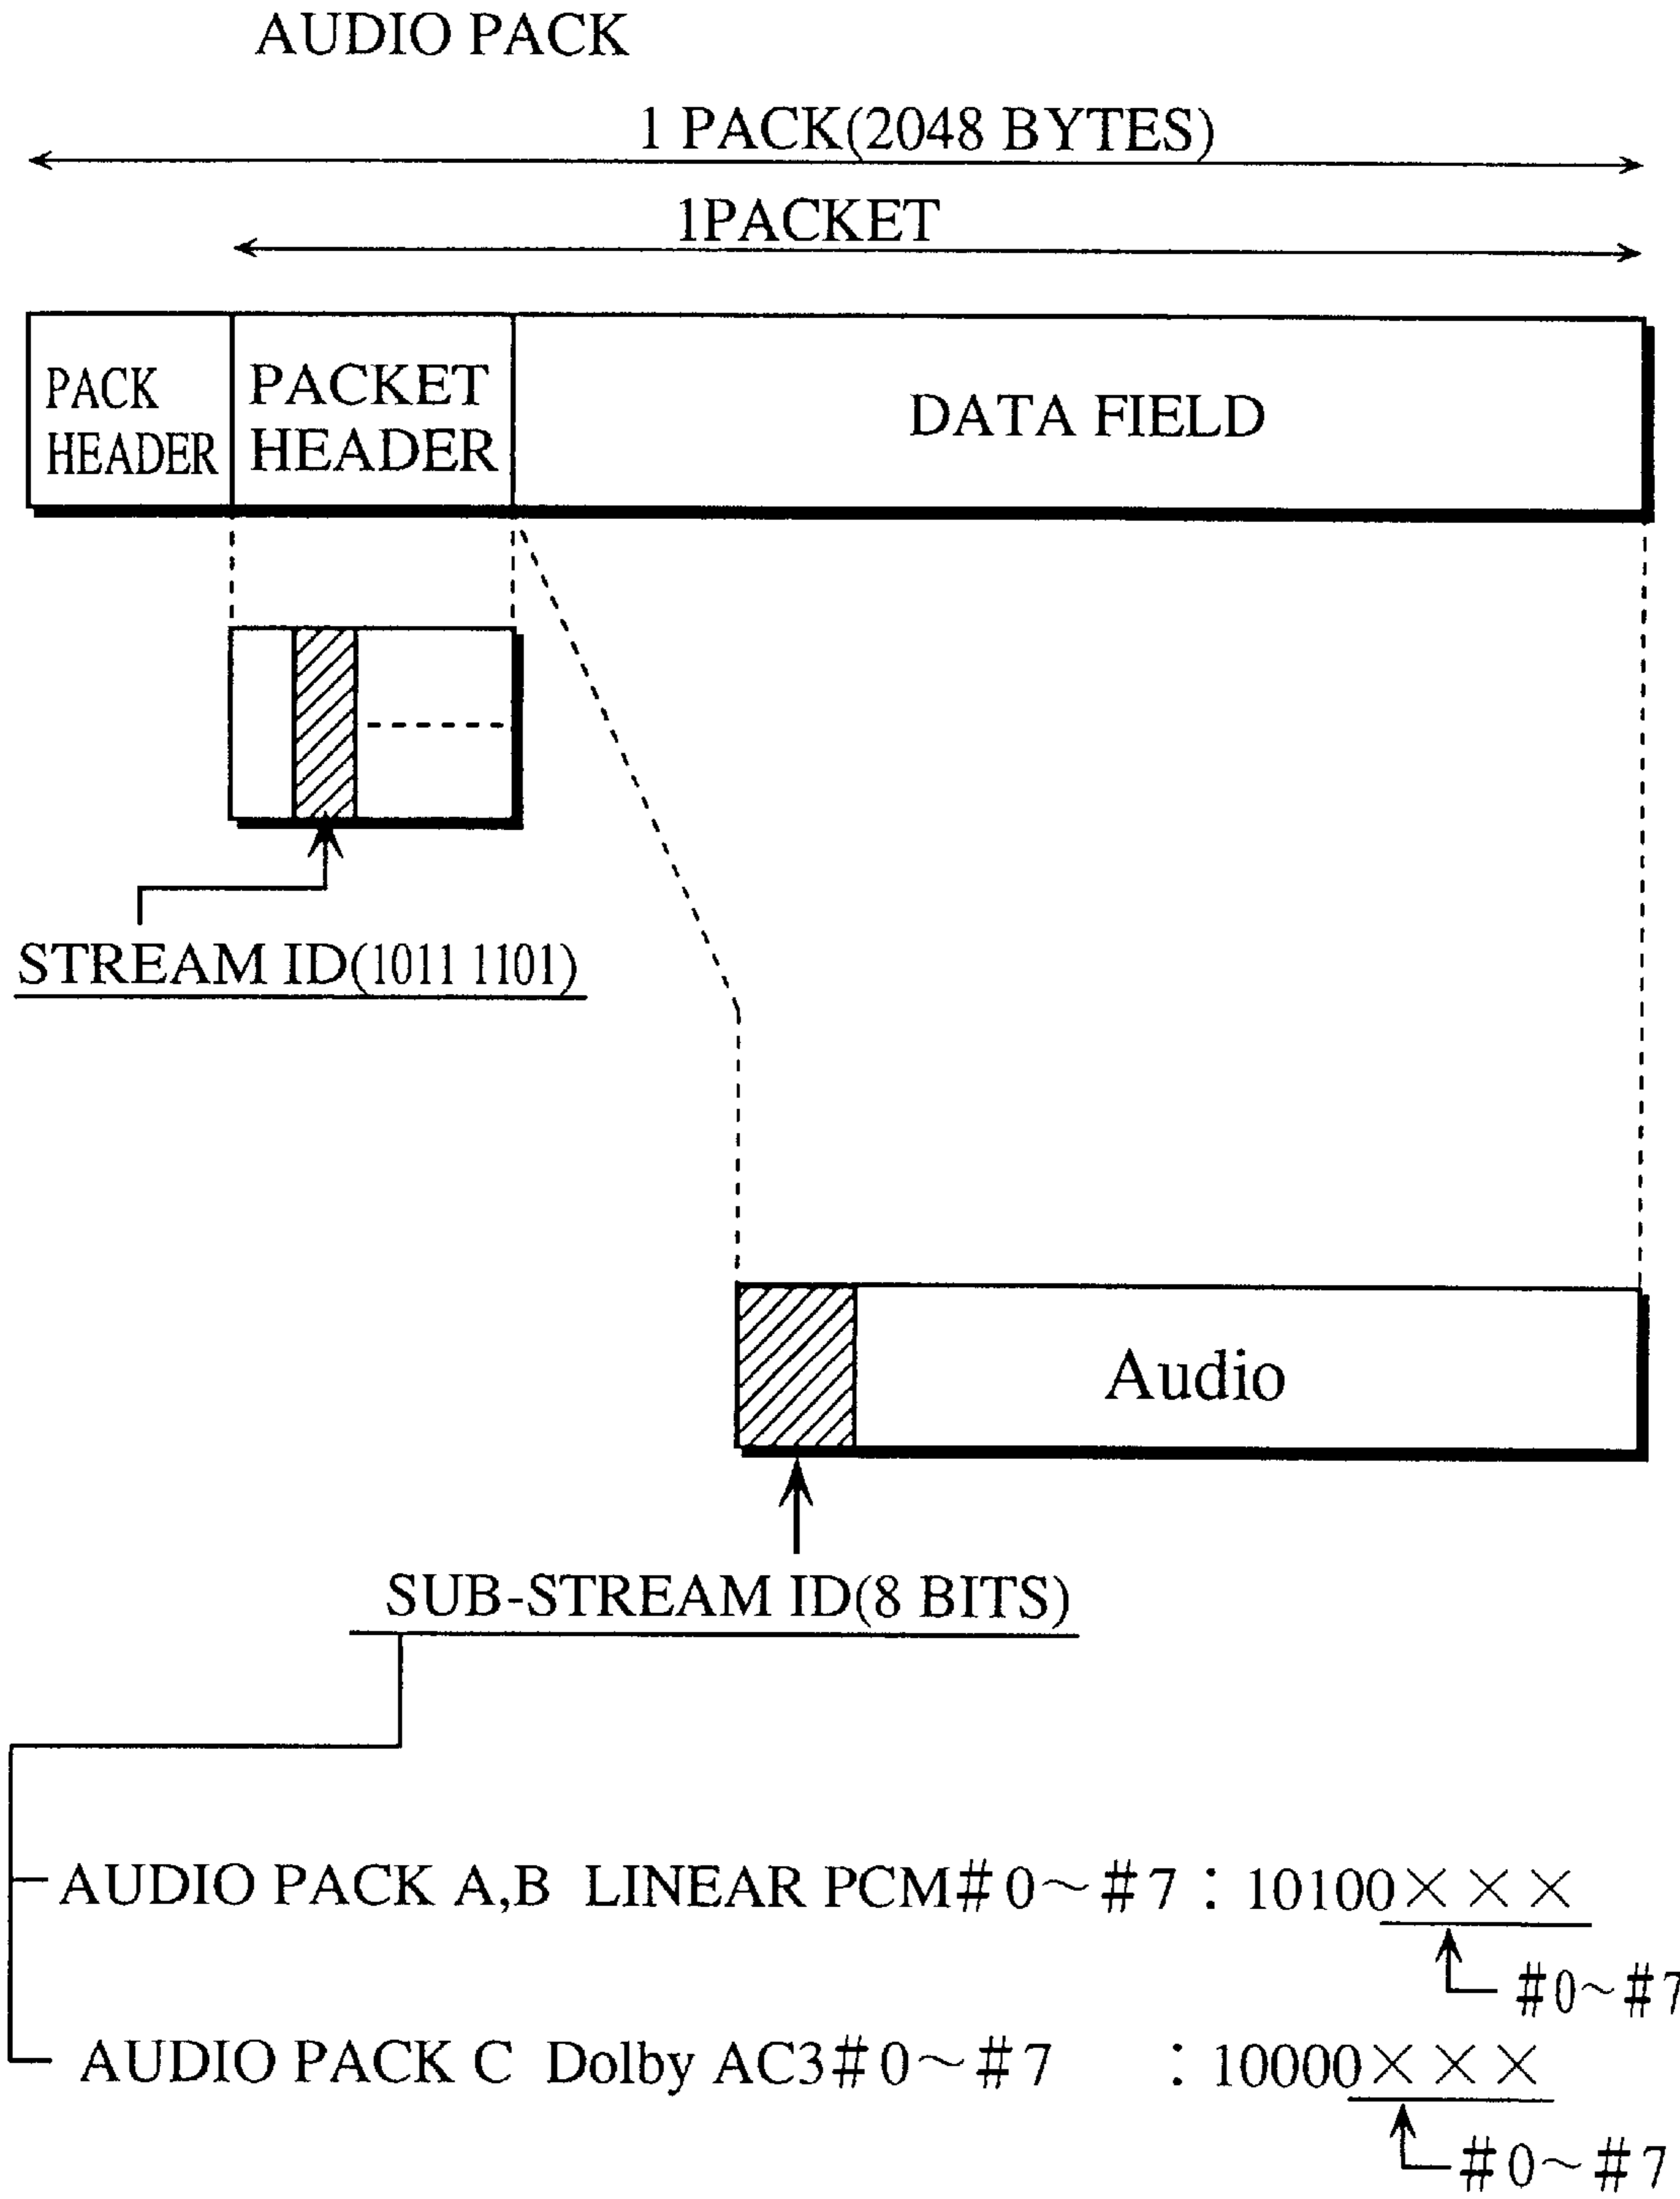 AUDIO PACK
1 PACK(2048 BYTES)
1PACKET
PACK
HEADER
PACKET
HEADER
DATA FIELD
STREAM ID(1011 1101)
Audio
SUB-STREAM ID(8 BITS)
AUDIO PACK A,B LINEAR PCM#0~#7 : 10100×××
#0~#7
AUDIO PACK C Dolby AC3#0~#7 : 10000×××
#0~#7